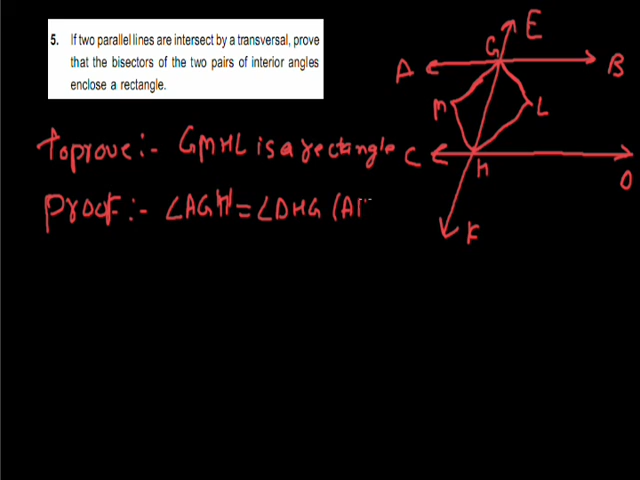 5. If two parallel lines are intersect by a transversal, prove
that the bisectors of the two pairs of interior angles
enclose a rectangle.
E
G
A
B
M
L
To prove :- GMHL is a rectangle
C
H
D
Proof :- ∠AGH = ∠DHG (Al
F